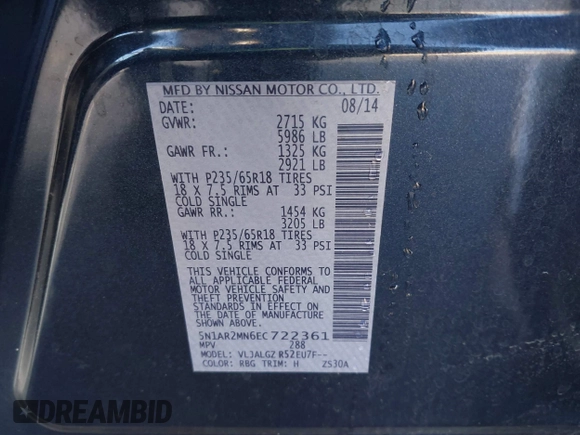 MFD BY NISSAN MOTOR CO., LTD.
DATE: 08/14
GVWR: 2715 KG
5986 LB
GAWR FR.: 1325 KG
2921 LB
WITH P235/65R18 TIRES
18 X 7.5 RIMS AT 33 PSI
COLD SINGLE
GAWR RR.: 1454 KG
3205 LB
WITH P235/65R18 TIRES
18 X 7.5 RIMS AT 33 PSI
COLD SINGLE
THIS VEHICLE CONFORMS TO
ALL APPLICABLE FEDERAL
MOTOR VEHICLE SAFETY AND
THEFT PREVENTION
STANDARDS IN EFFECT ON
THE DATE OF MANUFACTURE
SHOWN ABOVE.
5N1AR2MN6EC722361
MPV 288
MODEL: VLJALGZ R52EU7F--
COLOR: RBG TRIM: H Z530A
DREAMBID